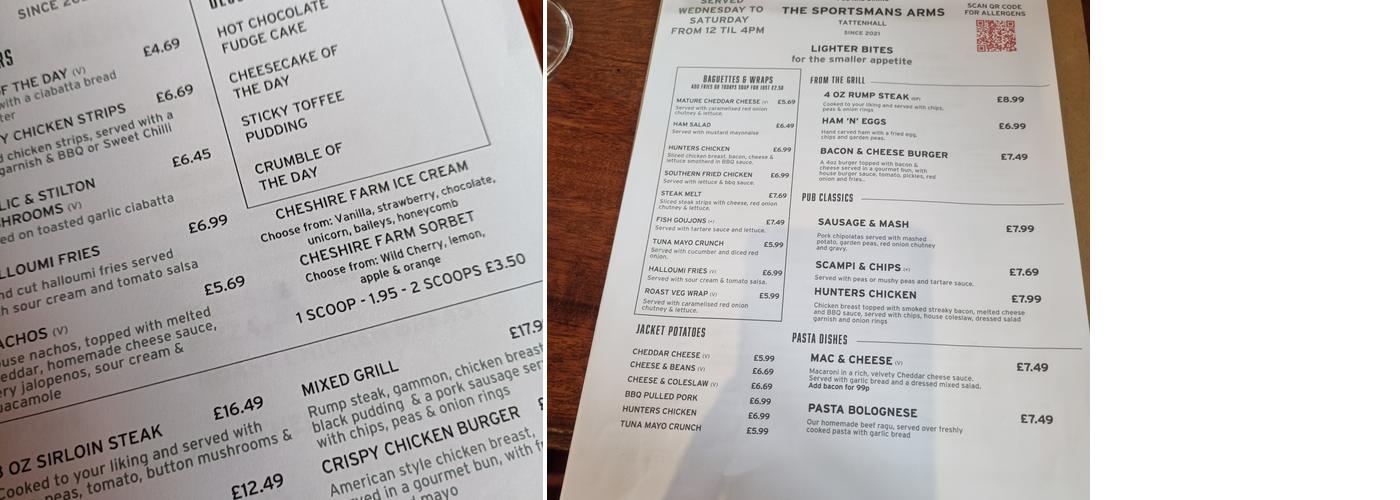 SINCE
£4.69
OF THE DAY (V)
with a ciabatta bread
£6.69
CHICKEN STRIPS
chicken strips, served with a
garnish & BBQ or Sweet Chilli
£6.45
& STILTON
(V)
on toasted garlic ciabatta
£6.99
FRIES
cut halloumi fries served
sour cream and tomato salsa
£5.69
(V)
nachos, topped with melted
homemade cheese sauce,
jalopenos, sour cream &
HOT CHOCOLATE
FUDGE CAKE
CHEESECAKE OF
THE DAY
STICKY TOFFEE
PUDDING
CRUMBLE OF
THE DAY
CHESHIRE FARM ICE CREAM
Choose from: Vanilla, strawberry, chocolate,
unicorn, baileys, honeycomb
CHESHIRE FARM SORBET
Choose from: Wild Cherry, lemon,
apple & orange
1 SCOOP - 1.95 - 2 SCOOPS £3.50
£16.49
OZ SIRLOIN STEAK
Cooked to your liking and served with
peas, tomato, button mushrooms &
£12.49
MIXED GRILL
Rump steak, gammon, chicken breast
black pudding & a pork sausage
with chips, peas & onion rings
CRISPY CHICKEN BURGER
American style chicken breast,
in a gourmet bun, with
mayo
SERVED
WEDNESDAY TO
SATURDAY
FROM 12 TIL 4PM
THE SPORTSMANS ARMS
TATTENHALL
SINCE 2021
SCAN QR CODE
FOR ALLERGENS
LIGHTER BITES
for the smaller appetite
BAGUETTES & WRAPS
ADD FRIES OR TODAYS SOUP FOR JUST £2.50
MATURE CHEDDAR CHEESE (V) £5.69
Served with caramelised red onion
chutney & lettuce.
HAM SALAD £6.49
Served with mustard mayonnaise
HUNTERS CHICKEN £6.99
Sliced chicken breast, bacon, cheese &
lettuce smothered in BBQ sauce.
SOUTHERN FRIED CHICKEN £6.99
Served with lettuce & bbq sauce.
STEAK MELT £7.69
Sliced steak strips with cheese, red onion
chutney & lettuce.
FISH GOUJONS (+) £7.49
Served with tartare sauce and lettuce.
TUNA MAYO CRUNCH £5.99
Served with cucumber and diced red
onion.
HALLOUMI FRIES (V) £6.99
Served with sour cream & tomato salsa.
ROAST VEG WRAP (V) £5.99
Served with caramelised red onion
chutney & lettuce.
JACKET POTATOES
CHEDDAR CHEESE (V) £5.99
CHEESE & BEANS (V) £6.69
CHEESE & COLESLAW (V) £6.69
BBQ PULLED PORK £6.99
HUNTERS CHICKEN £6.99
TUNA MAYO CRUNCH £5.99
FROM THE GRILL
4 OZ RUMP STEAK £8.99
Cooked to your liking and served with chips,
peas & onion rings
HAM 'N' EGGS £6.99
Hand carved ham with a fried egg,
chips and garden peas.
BACON & CHEESE BURGER £7.49
A 4oz burger topped with bacon &
cheese served in a gourmet bun, with
house burger sauce, tomato, pickles, red
onion and fries..
PUB CLASSICS
SAUSAGE & MASH £7.99
Pork chipolatas served with mashed
potato, garden peas, red onion chutney
and gravy.
SCAMPI & CHIPS (+) £7.69
Served with peas or mushy peas and tartare sauce.
HUNTERS CHICKEN £7.99
Chicken breast topped with smoked streaky bacon, melted cheese
and BBQ sauce, served with chips, house coleslaw, dressed salad
garnish and onion rings
PASTA DISHES
MAC & CHEESE (V) £7.49
Macaroni in a rich, velvety Cheddar cheese sauce.
Served with garlic bread and a dressed mixed salad.
Add bacon for 99p
PASTA BOLOGNESE £7.49
Our homemade beef ragu, served over freshly
cooked pasta with garlic bread